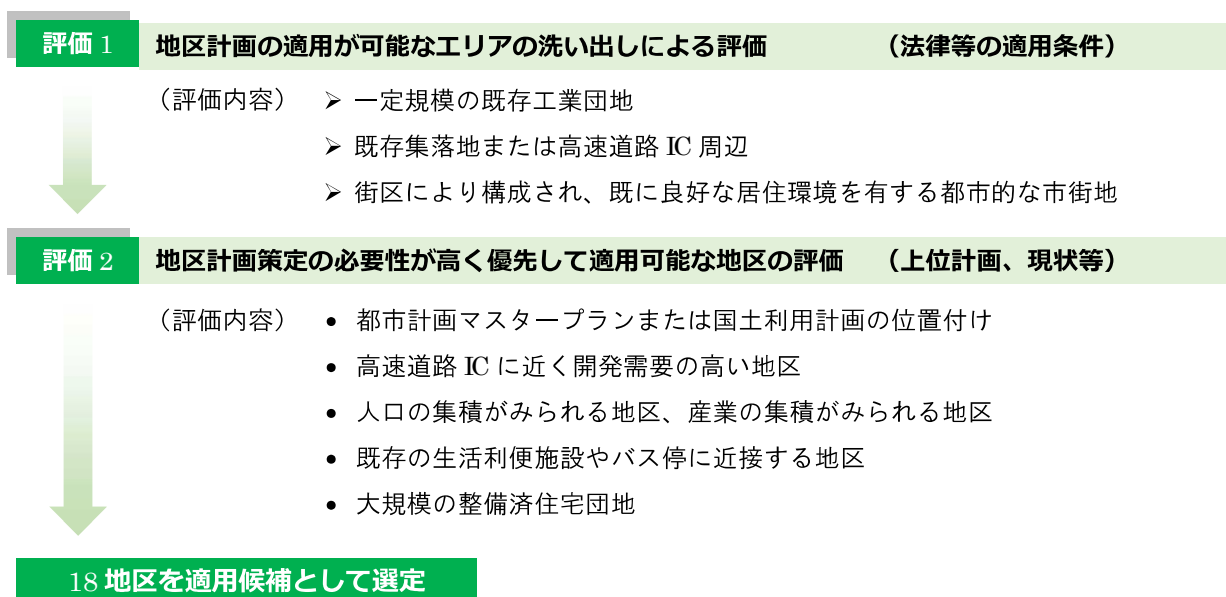 評価 1 地区計画の適用が可能なエリアの洗い出しによる評価 （法律等の適用条件）
（評価内容） ➢ 一定規模の既存工業団地
➢ 既存集落地または高速道路 IC 周辺
➢ 街区により構成され、既に良好な居住環境を有する都市的な市街地
評価 2 地区計画策定の必要性が高く優先して適用可能な地区の評価 （上位計画、現状等）
（評価内容） • 都市計画マスタープランまたは国土利用計画の位置付け
• 高速道路 IC に近く開発需要の高い地区
• 人口の集積がみられる地区、産業の集積がみられる地区
• 既存の生活利便施設やバス停に近接する地区
• 大規模の整備済住宅団地
18 地区を適用候補として選定